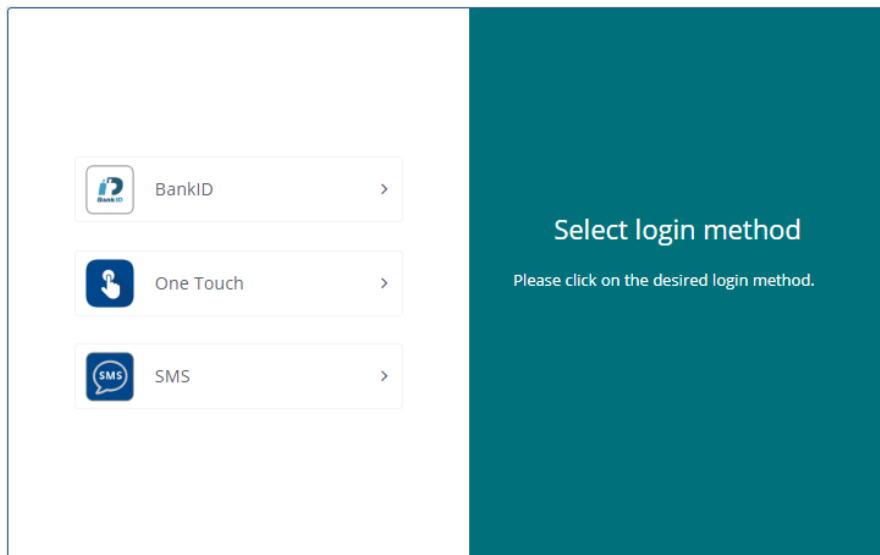 BankID
BankID
One Touch
SMS
SMS
Select login method
Please click on the desired login method.